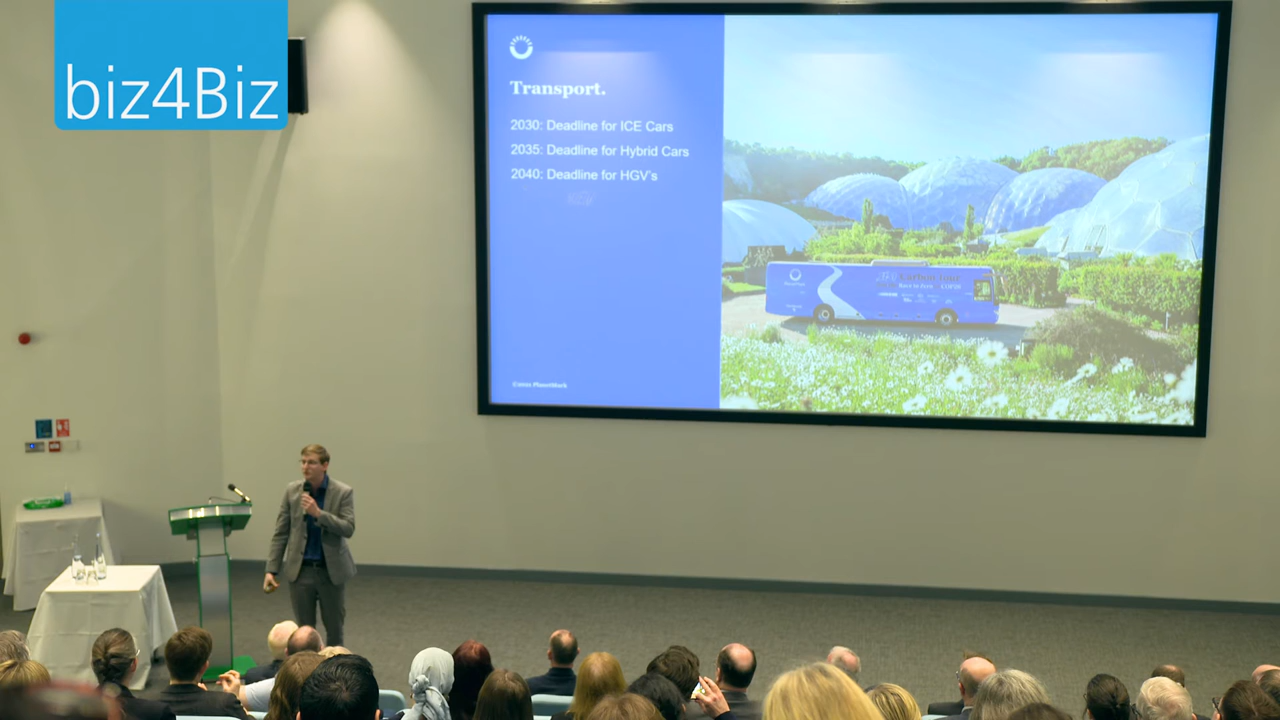 biz4Biz
Transport.
2030: Deadline for ICE Cars
2035: Deadline for Hybrid Cars
2040: Deadline for HGV's
Carbon Tour
Race to Zero
COP26